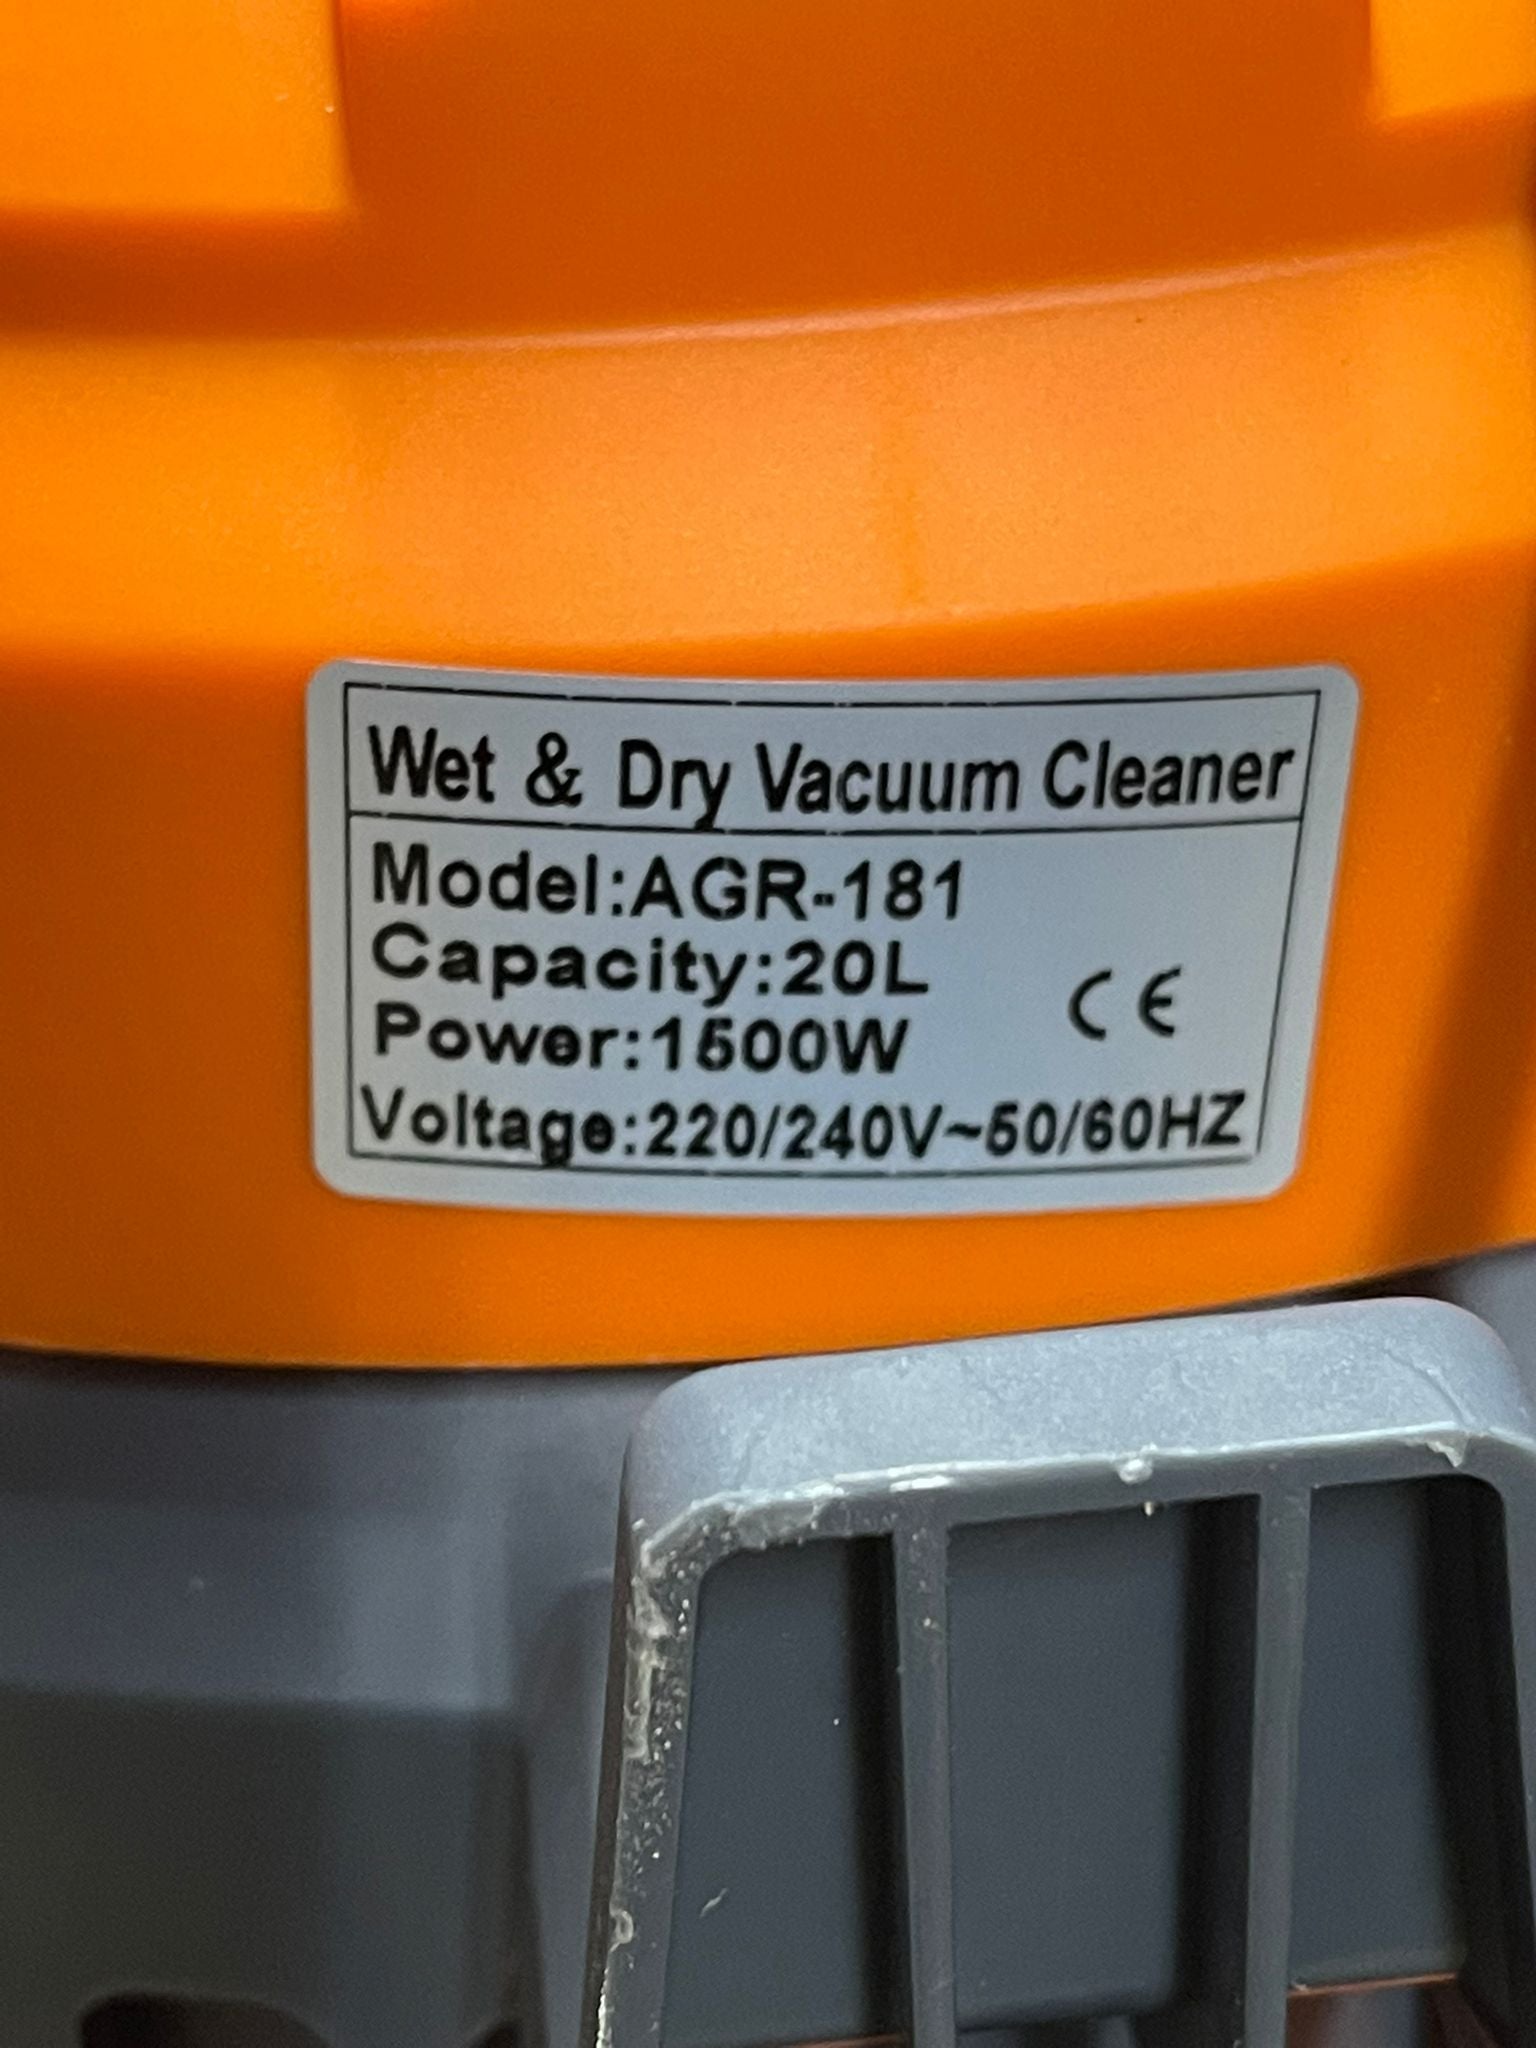 Wet & Dry Vacuum Cleaner
Model:AGR-181
Capacity:20L
Power:1500W
CE
Voltage:220/240V~50/60HZ